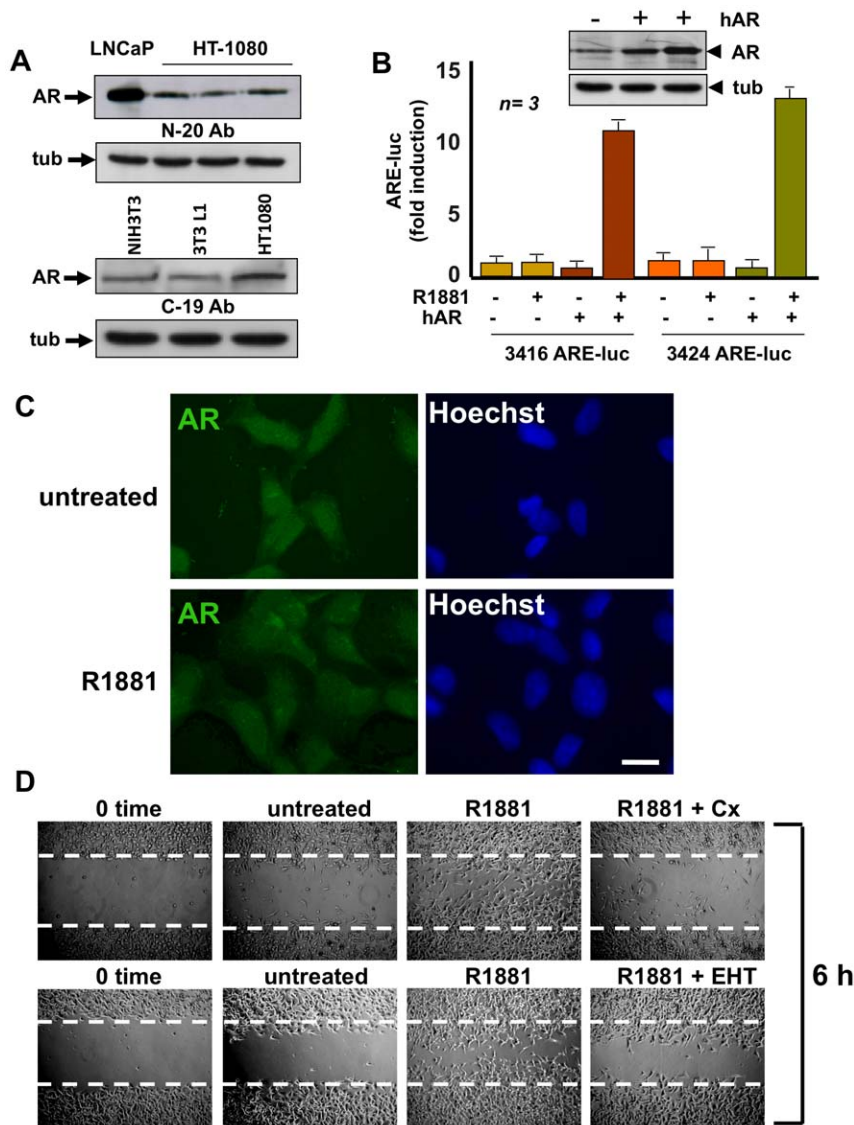 A
LNCaP HT-1080
AR
N-20 Ab
tub
NIH3T3 3T3 L1 HT1080
AR
C-19 Ab
tub
B
- + + hAR
AR
tub
n= 3
ARE-luc
(fold induction)
15
10
5
0
R1881 - + - + - + - +
hAR - - + + - - + +
3416 ARE-luc 3424 ARE-luc
C
AR Hoechst
untreated
AR Hoechst
R1881
D
0 time untreated R1881 R1881 + Cx
0 time untreated R1881 R1881 + EHT
6 h